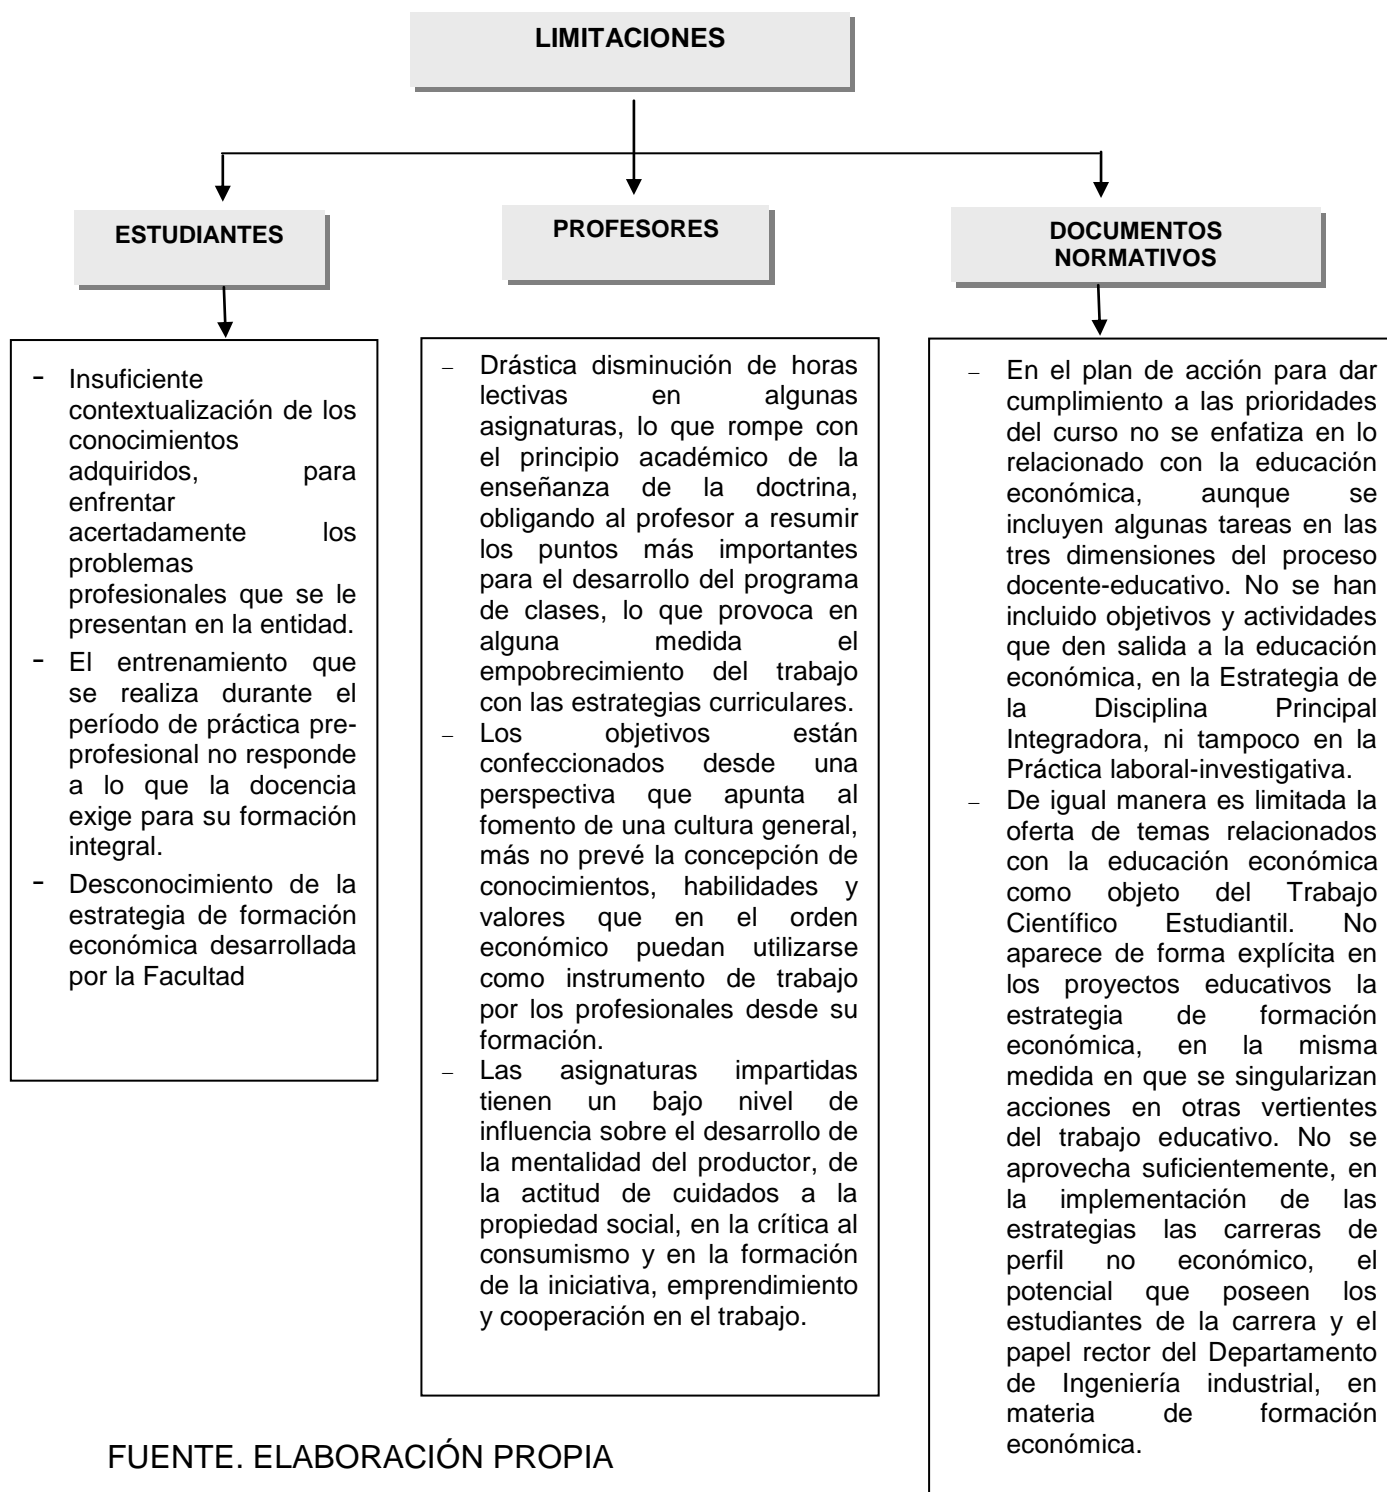 LIMITACIONES
ESTUDIANTES
PROFESORES
DOCUMENTOS
NORMATIVOS
- Insuficiente
contextualización de los
conocimientos
adquiridos, para
enfrentar
acertadamente los
problemas
profesionales que se le
presentan en la entidad.
- El entrenamiento que
se realiza durante el
período de práctica pre-
profesional no responde
a lo que la docencia
exige para su formación
integral.
- Desconocimiento de la
estrategia de formación
económica desarrollada
por la Facultad
– Drástica disminución de horas
lectivas en algunas
asignaturas, lo que rompe con
el principio académico de la
enseñanza de la doctrina,
obligando al profesor a resumir
los puntos más importantes
para el desarrollo del programa
de clases, lo que provoca en
alguna medida el
empobrecimiento del trabajo
con las estrategias curriculares.
– Los objetivos están
confeccionados desde una
perspectiva que apunta al
fomento de una cultura general,
más no prevé la concepción de
conocimientos, habilidades y
valores que en el orden
económico puedan utilizarse
como instrumento de trabajo
por los profesionales desde su
formación.
– Las asignaturas impartidas
tienen un bajo nivel de
influencia sobre el desarrollo de
la mentalidad del productor, de
la actitud de cuidados a la
propiedad social, en la crítica al
consumismo y en la formación
de la iniciativa, emprendimiento
y cooperación en el trabajo.
– En el plan de acción para dar
cumplimiento a las prioridades
del curso no se enfatiza en lo
relacionado con la educación
económica, aunque se
incluyen algunas tareas en las
tres dimensiones del proceso
docente-educativo. No se han
incluido objetivos y actividades
que den salida a la educación
económica, en la Estrategia de
la Disciplina Principal
Integradora, ni tampoco en la
Práctica laboral-investigativa.
– De igual manera es limitada la
oferta de temas relacionados
con la educación económica
como objeto del Trabajo
Científico Estudiantil. No
aparece de forma explícita en
los proyectos educativos la
estrategia de formación
económica, en la misma
medida en que se singularizan
acciones en otras vertientes
del trabajo educativo. No se
aprovecha suficientemente, en
la implementación de las
estrategias las carreras de
perfil no económico, el
potencial que poseen los
estudiantes de la carrera y el
papel rector del Departamento
de Ingeniería industrial, en
materia de formación
económica.
FUENTE. ELABORACIÓN PROPIA